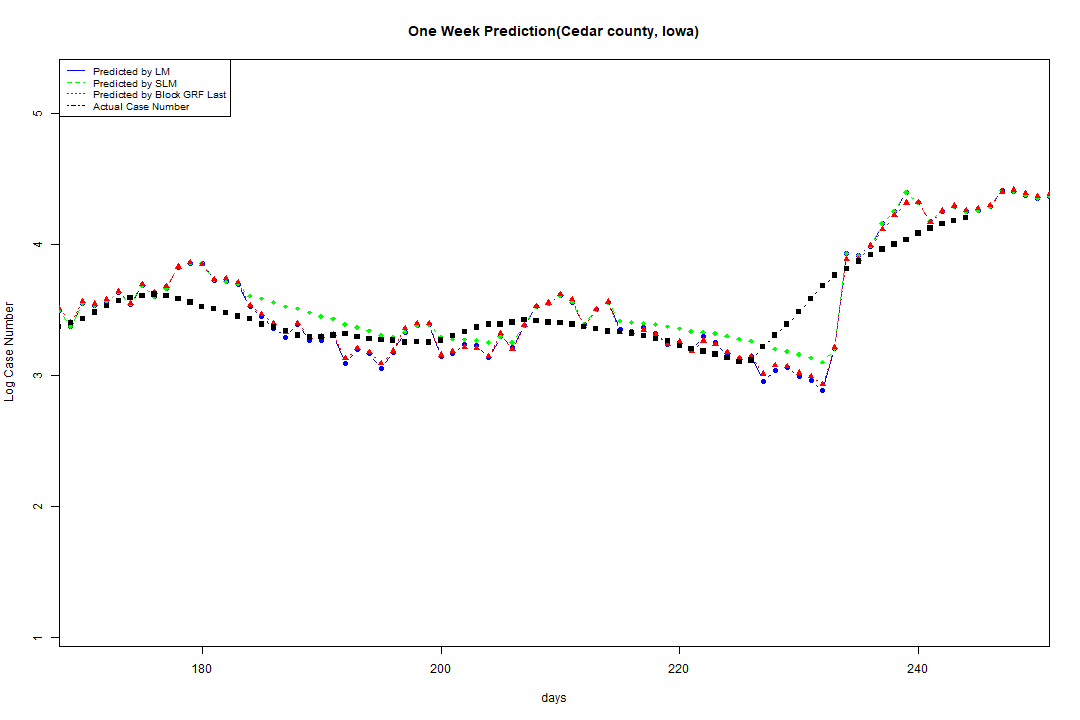 One Week Prediction(Cedar county, Iowa)
Predicted by LM
Predicted by SLM
Predicted by Block GRF Last
Actual Case Number
5
4
3
2
1
Log Case Number
180
200
220
240
days